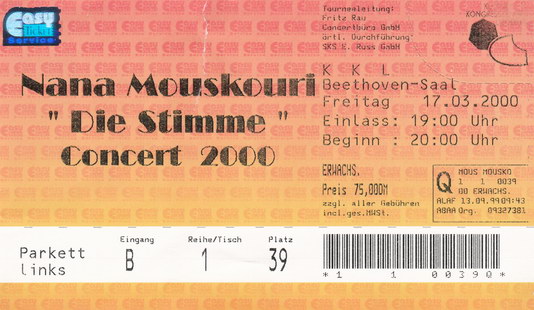 Easy
Ticket
Service
Tourneeleitung:
Fritz Rau
Concertbüro GmbH
örtl. Durchführung:
SKS E. Russ GmbH
Nana Mouskouri
" Die Stimme "
Concert 2000
K K L
Beethoven-Saal
Freitag 17.03.2000
Einlass: 19:00 Uhr
Beginn : 20:00 Uhr
ERWACHS.
Preis 75,00DM
zzgl. aller Gebühren
incl.ges.MWSt.
Q MOUS MOUSKO
1 1 0039
00 ERWACHS.
ALAF 13.09.99 09:43
ABAA Org. 09327381
Parkett
links
Eingang
B
Reihe/Tisch
1
Platz
39
*1 1 0039Q*